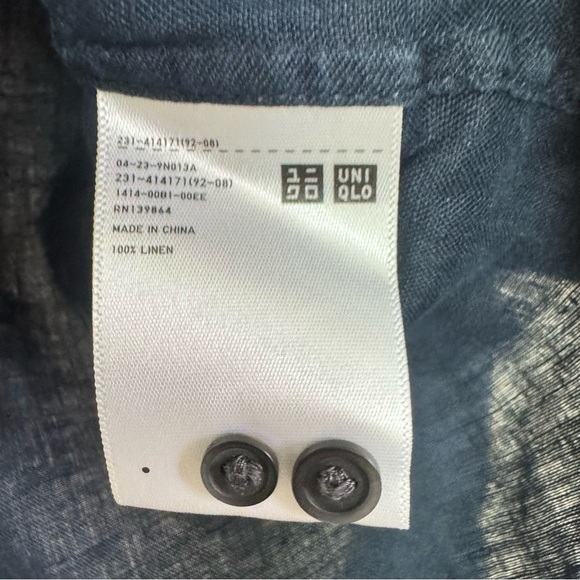 231-414171(92-08)
04-23-9N013A
231-414171(92-08)
1414-00B1-00EE
RN139864
MADE IN CHINA
100% LINEN
ユニ
クロ
UNI
QLO